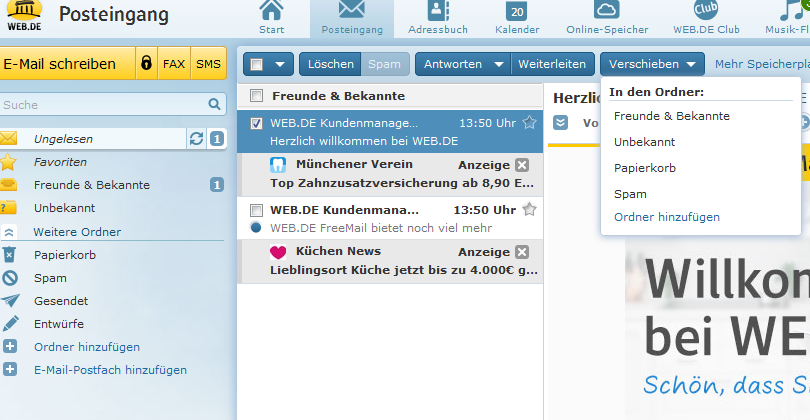 WEB.DE
Posteingang
Start
Posteingang
20
Adressbuch
Kalender
Online-Speicher
Club
WEB.DE Club
Musik-Fl
E-Mail schreiben
FAX
SMS
Löschen
Spam
Antworten
Weiterleiten
Verschieben
Mehr Speicherpla
Suche
Ungelesen
1
Favoriten
Freunde & Bekannte
1
Unbekannt
Weitere Ordner
Papierkorb
Spam
Gesendet
Entwürfe
Ordner hinzufügen
E-Mail-Postfach hinzufügen
Freunde & Bekannte
WEB.DE Kundenmanage...
13:50 Uhr
Herzlich willkommen bei WEB.DE
Münchener Verein
Anzeige
Top Zahnzusatzversicherung ab 8,90 E...
WEB.DE Kundenmana...
13:50 Uhr
WEB.DE FreeMail bietet noch viel mehr
Küchen News
Anzeige
Lieblingsort Küche jetzt bis zu 4.000€ g...
Herzlic
Vo
In den Ordner:
Freunde & Bekannte
Unbekannt
Papierkorb
Spam
Ordner hinzufügen
Willkon
bei WE
Schön, dass S